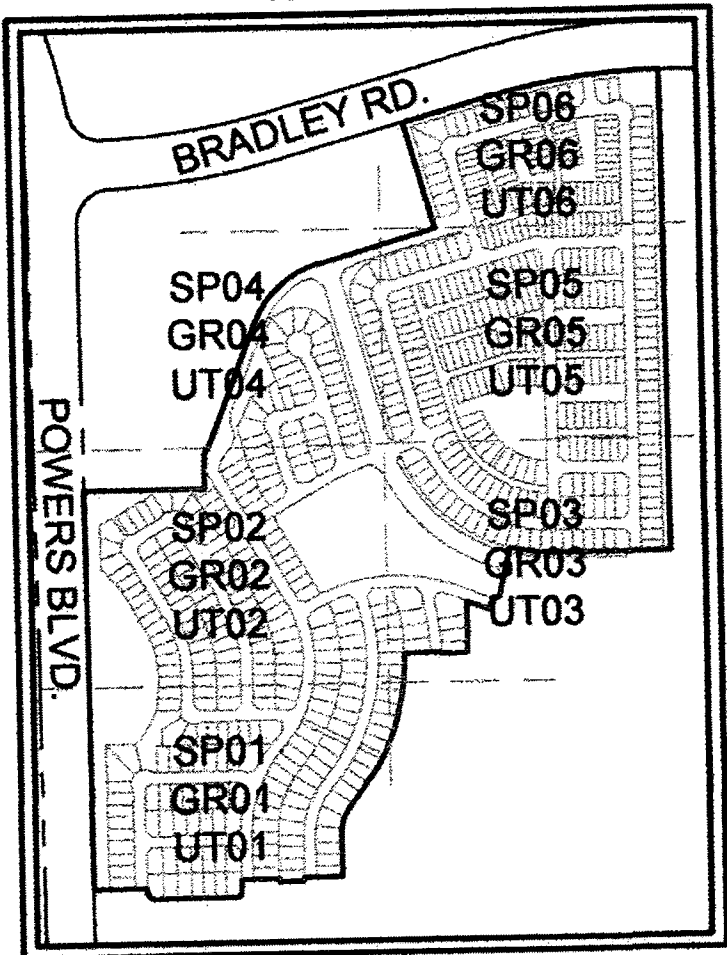 BRADLEY RD.
SP06
GR06
UT06
SP04
GR04
UT04
SP05
GR05
UT05
POWERS BLVD.
SP02
GR02
UT02
SP03
GR03
UT03
SP01
GR01
UT01